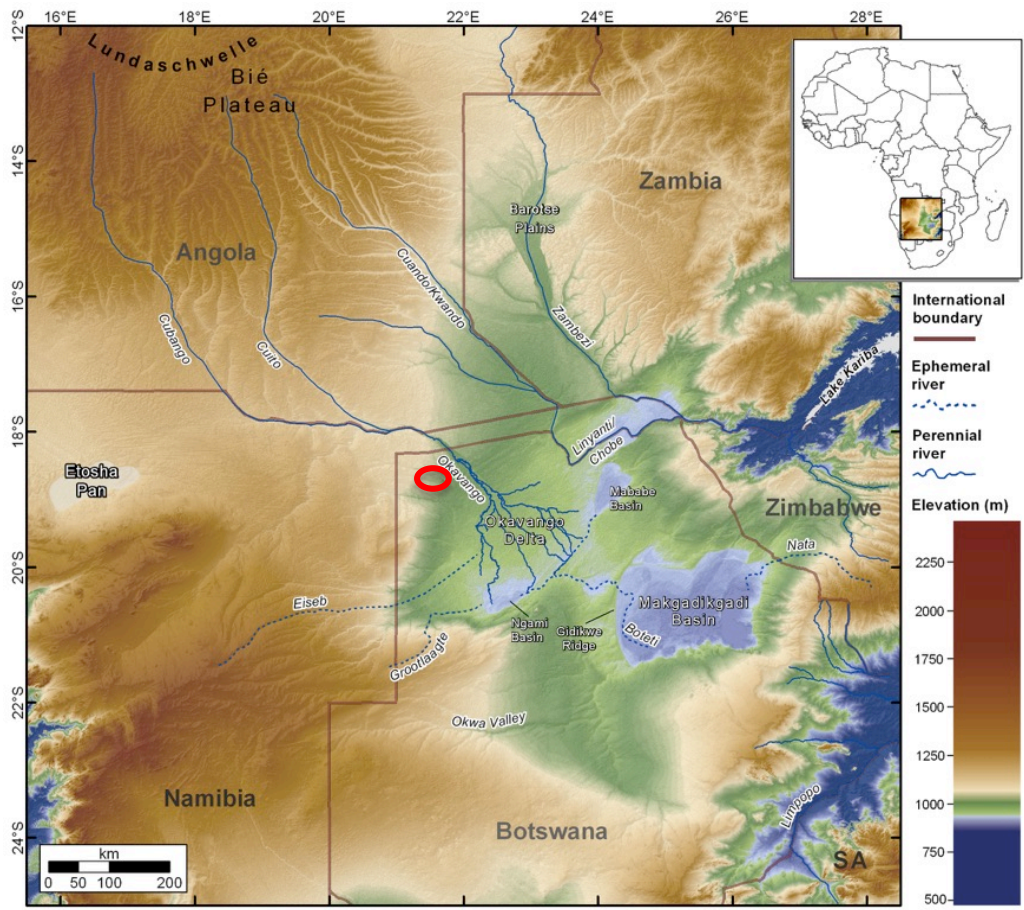 16°E
18°E
20°E
22°E
24°E
26°E
28°E
12°S
14°S
16°S
18°S
20°S
22°S
24°S
Lundaschwelle
Bié
Plateau
Zambia
Barotse
Plains
Angola
Cuando/Kwando
Zambezi
Cubango
Cuito
Lake Kariba
Linyanti/
Chobe
Etosha
Pan
Okavango
Mababe
Basin
Okavango
Delta
Zimbabwe
Nata
Eiseb
Makgadikgadi
Basin
Ngami
Basin
Gidikwe
Ridge
Boteti
Grootlaagte
Okwa Valley
Namibia
Botswana
Limpopo
SA
km
0 50 100 200
International
boundary
Ephemeral
river
Perennial
river
Elevation (m)
2250
2000
1750
1500
1250
1000
750
500